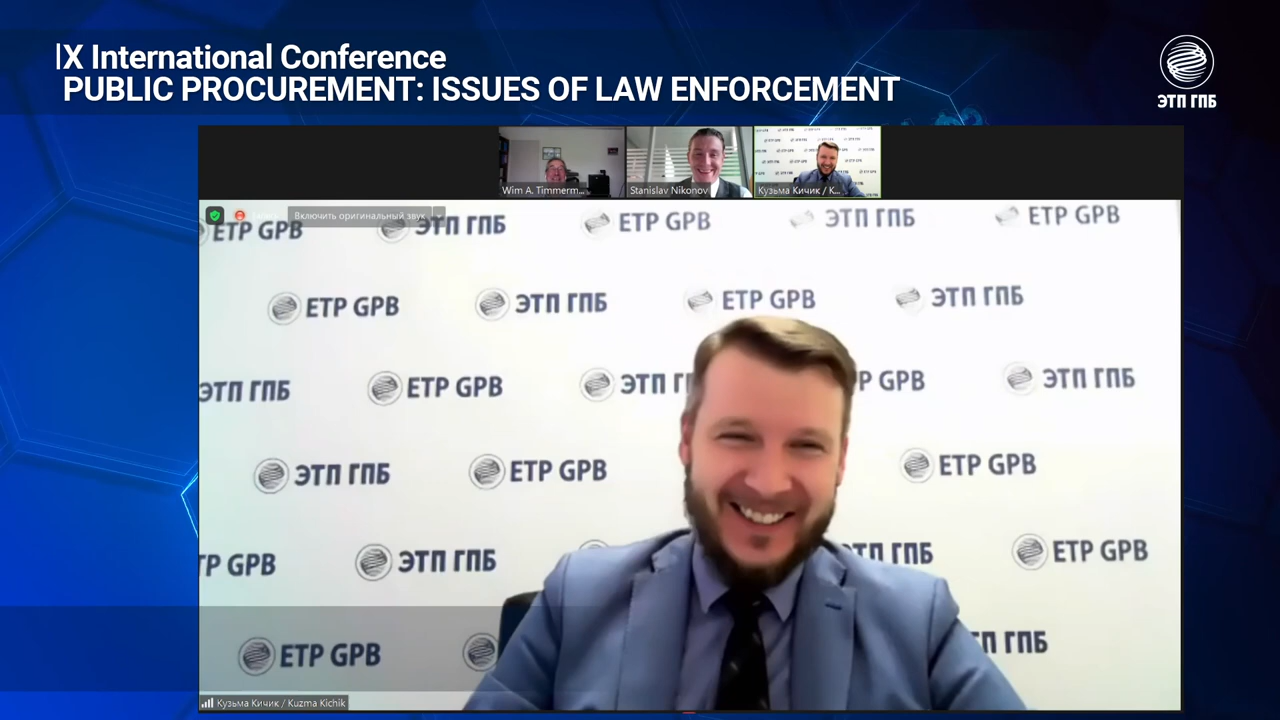 IX International Conference
PUBLIC PROCUREMENT: ISSUES OF LAW ENFORCEMENT
ЭТП ГПБ
Wim A. Timmerm...
Stanislav Nikonov
Кузьма Кичик / К...
Включить оригинальный звук
ETP GPB ЭТП ГПБ ETP GPB ЭТП ГПБ ETP GPB
ETP GPB ЭТП ГПБ ETP GPB ЭТП ГПБ
ЭТП ГПБ ETP GPB ЭТП Г P GPB ЭТП ГПБ
ЭТП ГПБ ETP GPB ETP GPB
TP GPB ЭТП ГПБ ЭТП ГПБ ETP GPB
ETP GPB П ГПБ
Кузьма Кичик / Kuzma Kichik